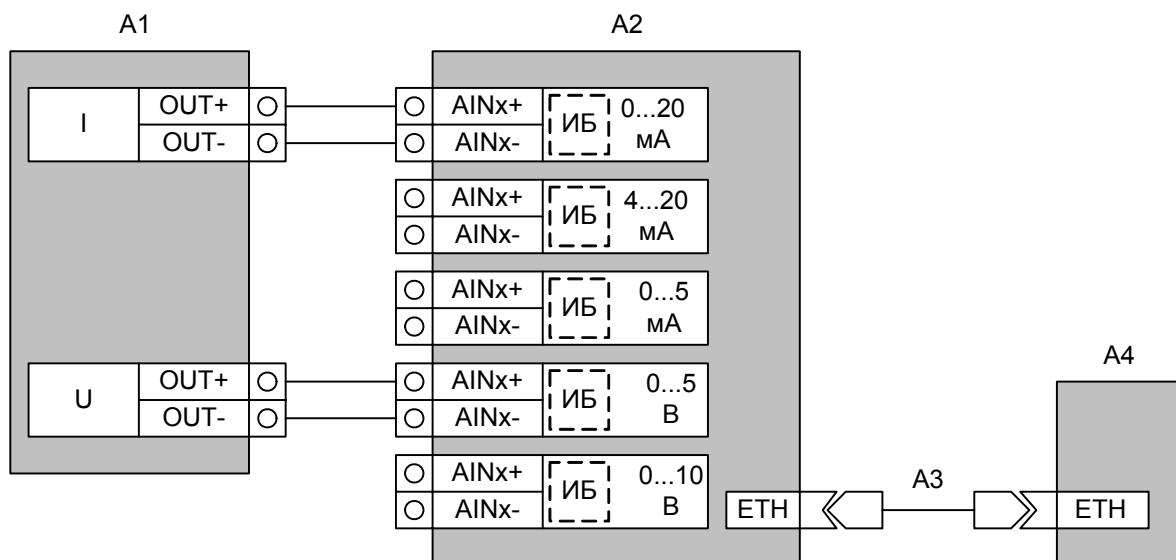 A1
A2
I
OUT+
OUT-
AINx+
AINx-
ИБ
0...20
мА
AINx+
AINx-
ИБ
4...20
мА
AINx+
AINx-
ИБ
0...5
мА
A4
U
OUT+
OUT-
AINx+
AINx-
ИБ
0...5
В
AINx+
AINx-
ИБ
0...10
В
A3
ETH
ETH